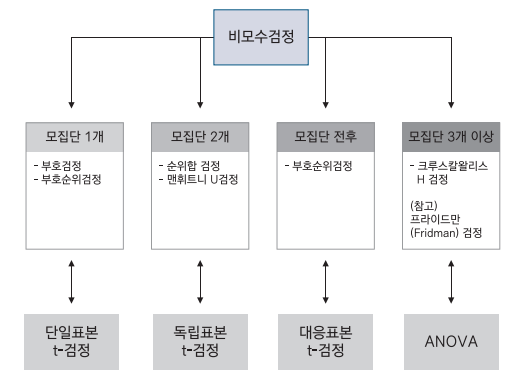 비모수검정
모집단 1개
- 부호검정
- 부호순위검정
모집단 2개
- 순위합 검정
- 맨휘트니 U검정
모집단 전후
- 부호순위검정
모집단 3개 이상
- 크루스칼왈리스
H 검정
(참고)
프라이드만
(Fridman) 검정
단일표본
t-검정
독립표본
t-검정
대응표본
t-검정
ANOVA